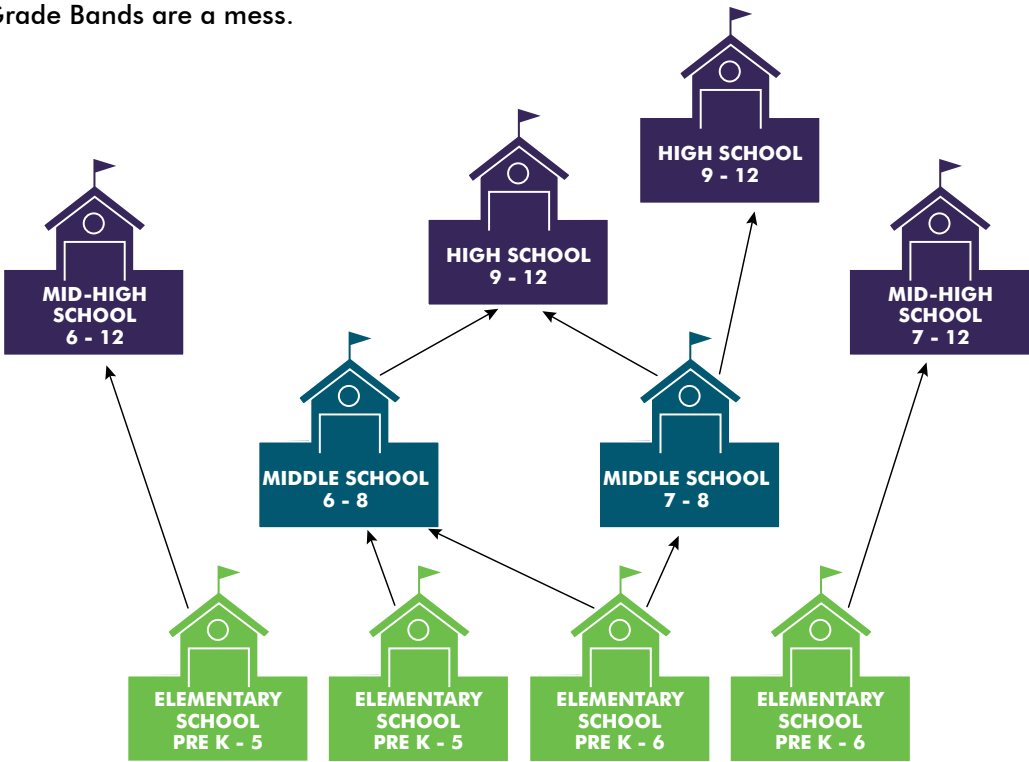 Grade Bands are a mess.
HIGH SCHOOL
9 - 12
HIGH SCHOOL
9 - 12
MID-HIGH
SCHOOL
6 - 12
MID-HIGH
SCHOOL
7 - 12
MIDDLE SCHOOL
6 - 8
MIDDLE SCHOOL
7 - 8
ELEMENTARY
SCHOOL
PRE K - 5
ELEMENTARY
SCHOOL
PRE K - 5
ELEMENTARY
SCHOOL
PRE K - 6
ELEMENTARY
SCHOOL
PRE K - 6